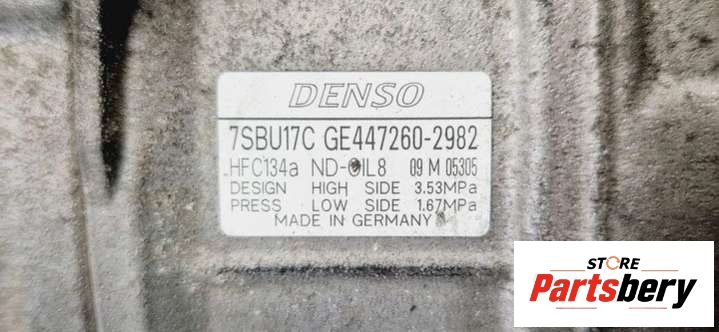 DENSO
7SBU17C GE447260-2982
HFC134a ND-OIL8 09 M 05305
DESIGN HIGH SIDE 3.53MPa
PRESS LOW SIDE 1.67MPa
MADE IN GERMANY
STORE
Partsbery